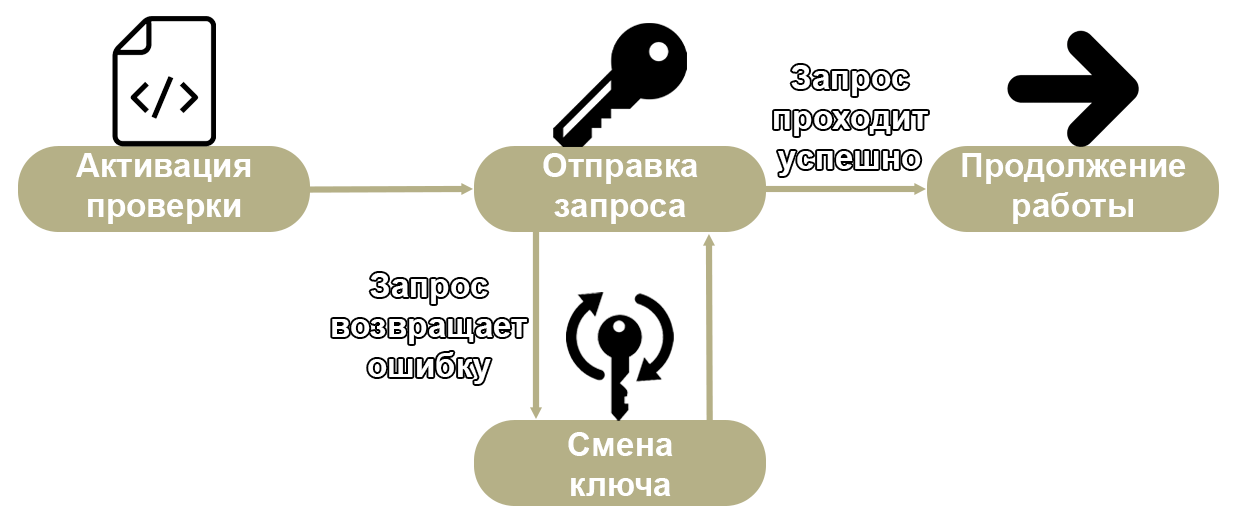 Активация
проверки
Отправка
запроса
Запрос
проходит
успешно
Продолжение
работы
Запрос
возвращает
ошибку
Смена
ключа